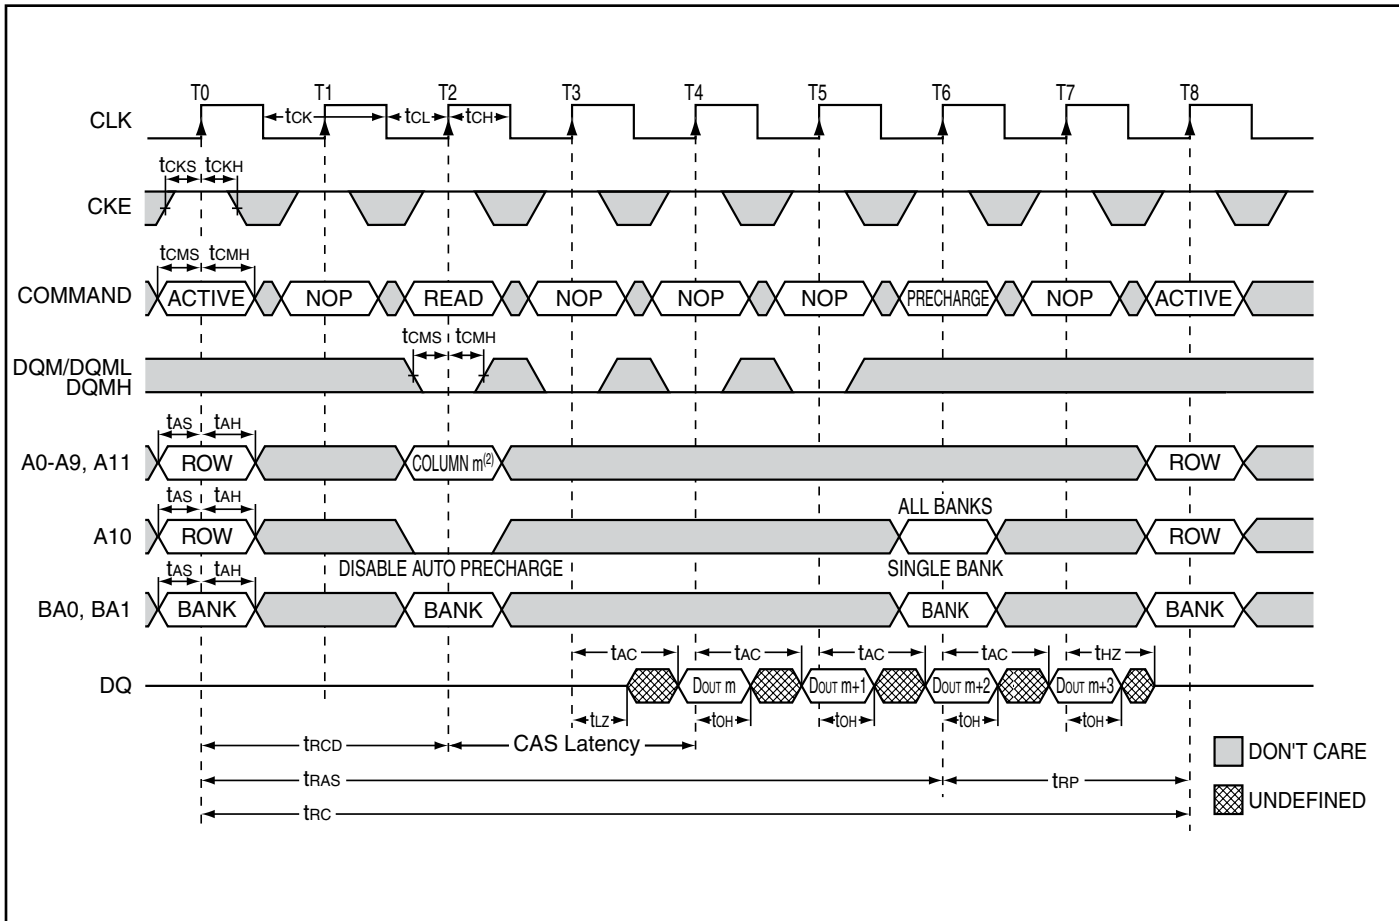 T0 T1 T2 T3 T4 T5 T6 T7 T8
CLK tCK tCL tCH
tCKS tCKH
CKE
tCMS tCMH
COMMAND ACTIVE NOP READ NOP NOP NOP PRECHARGE NOP ACTIVE
tCMS tCMH
DQM/DQML
DQMH
tAS tAH
A0-A9, A11 ROW COLUMN m(2) ROW
tAS tAH ALL BANKS
A10 ROW ROW
DISABLE AUTO PRECHARGE SINGLE BANK
tAS tAH
BA0, BA1 BANK BANK BANK BANK
tAC tAC tAC tAC tHZ
DQ DOUT m DOUT m+1 DOUT m+2 DOUT m+3
tLZ tOH tOH tOH tOH
tRCD CAS Latency
DON'T CARE
tRAS tRP
UNDEFINED
tRC